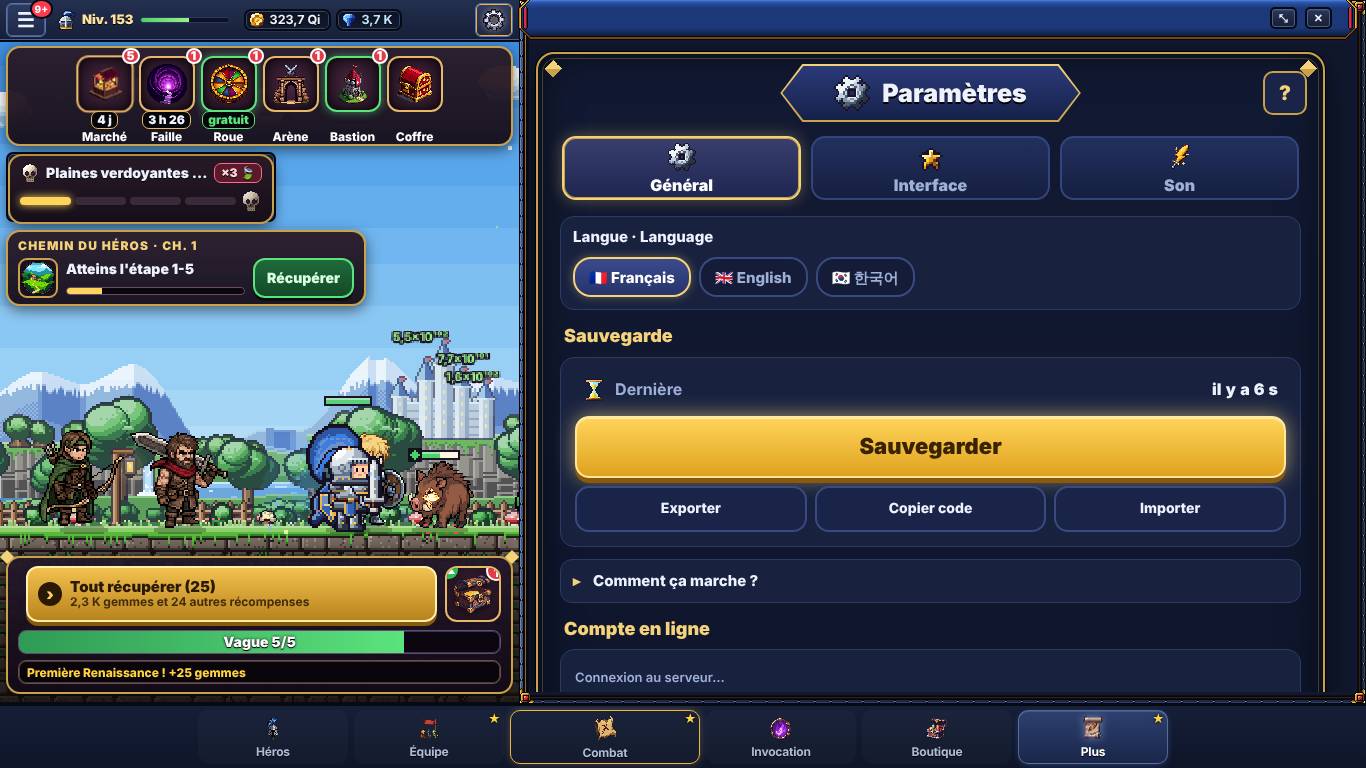 9+
Niv. 153
323,7 Qi
3,7 K
5
1
1
1
1
4 j
3 h 26
gratuit
Marché
Faille
Roue
Arène
Bastion
Coffre
Plaines verdoyantes ...
×3
CHEMIN DU HÉROS · CH. 1
Atteins l'étape 1-5
Récupérer
Tout récupérer (25)
2,3 K gemmes et 24 autres récompenses
Vague 5/5
Première Renaissance ! +25 gemmes
Paramètres
?
Général
Interface
Son
Langue · Language
Français
English
한국어
Sauvegarde
Dernière
il y a 6 s
Sauvegarder
Exporter
Copier code
Importer
Comment ça marche ?
Compte en ligne
Connexion au serveur...
Héros
Équipe
Combat
Invocation
Boutique
Plus